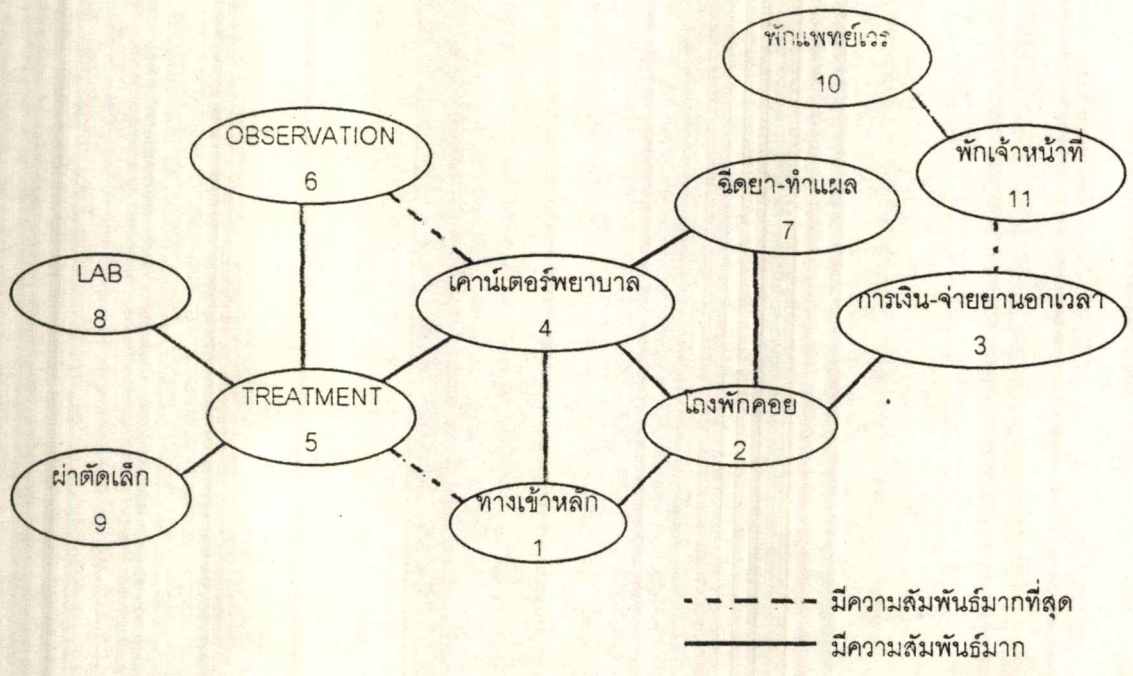 พักแพทย์เวร
10
OBSERVATION
6
พักเจ้าหน้าที่
11
ฉีดยา-ทำแผล
7
LAB
8
เคาน์เตอร์พยาบาล
4
การเงิน-จ่ายยานอกเวลา
3
TREATMENT
5
โถงพักคอย
2
ผ่าตัดเล็ก
9
ทางเข้าหลัก
1
มีความสัมพันธ์มากที่สุด
มีความสัมพันธ์มาก